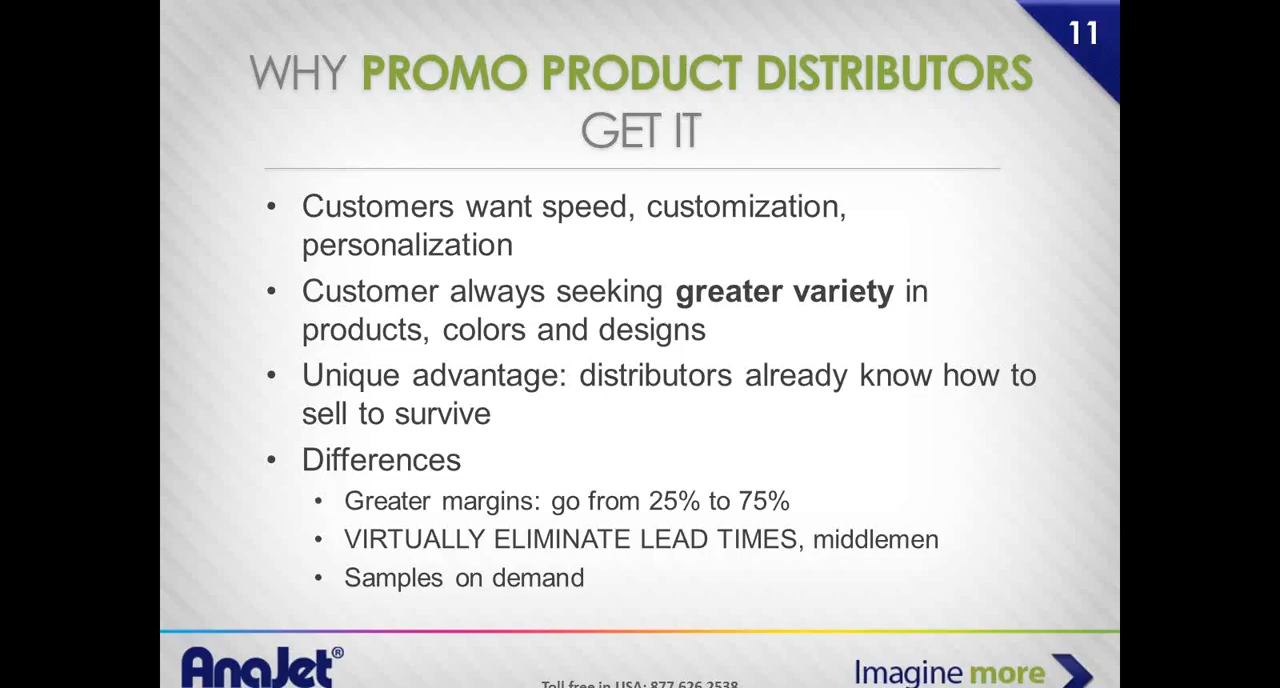 11
WHY PROMO PRODUCT DISTRIBUTORS
GET IT
• Customers want speed, customization,
personalization
• Customer always seeking greater variety in
products, colors and designs
• Unique advantage: distributors already know how to
sell to survive
• Differences
• Greater margins: go from 25% to 75%
• VIRTUALLY ELIMINATE LEAD TIMES, middlemen
• Samples on demand
AnaJet®
Toll free in USA: 877.626.2538
Imagine more